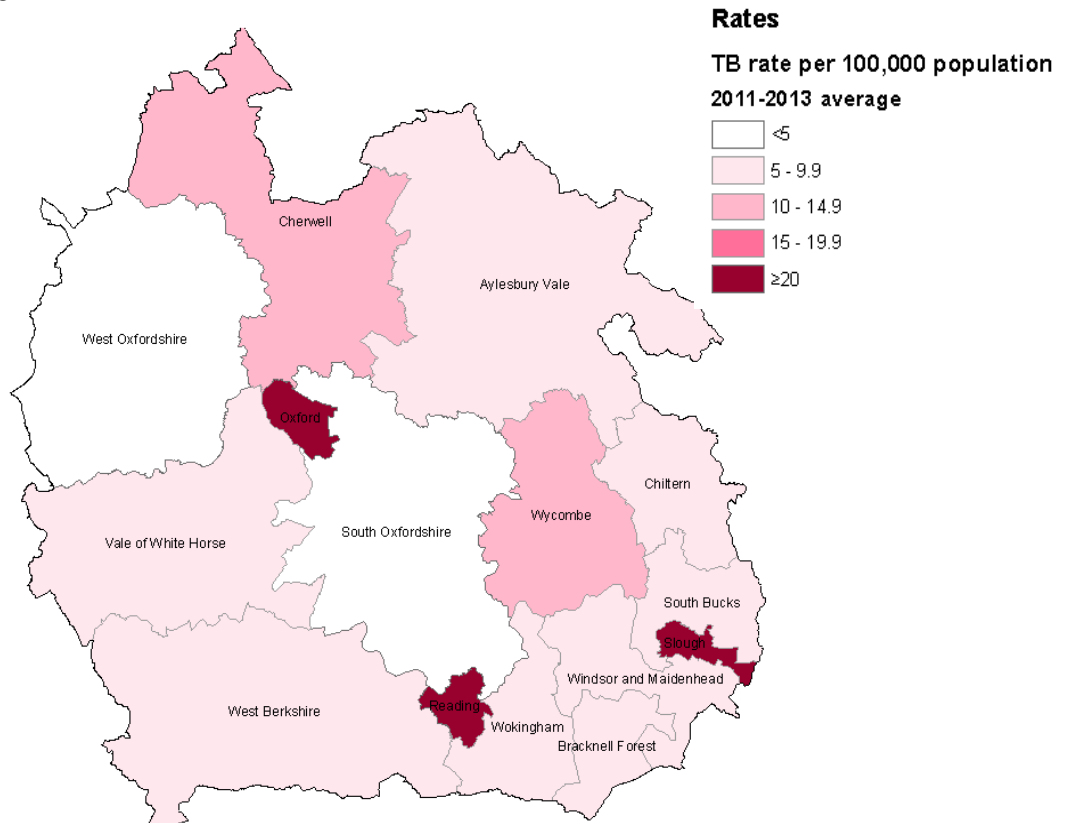 Rates
TB rate per 100,000 population
2011-2013 average
<5
5 - 9.9
10 - 14.9
15 - 19.9
≥20
Cherwell
Aylesbury Vale
West Oxfordshire
Oxford
Chiltern
Wycombe
South Oxfordshire
Vale of White Horse
South Bucks
Slough
Windsor and Maidenhead
Reading
West Berkshire
Wokingham
Bracknell Forest